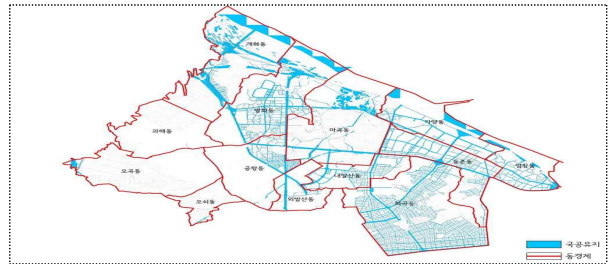 개화동
방화동
과해동
마곡동
가양동
오곡동
공항동
등촌동
염창동
내발산동
외발산동
오쇠동
화곡동
국공유지
동경계